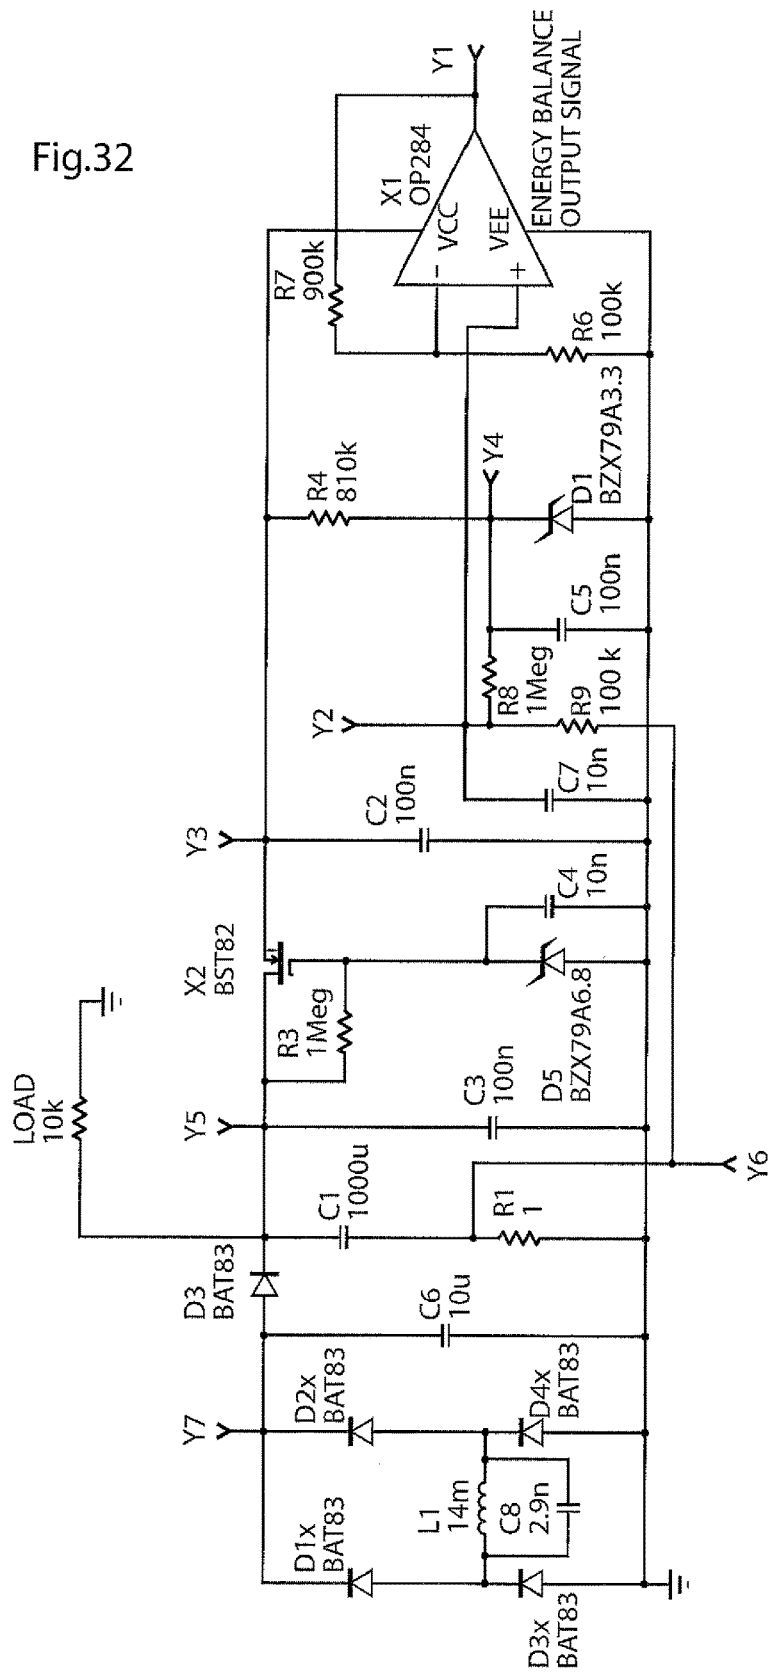 Fig.32
Y1
ENERGY BALANCE
OUTPUT SIGNAL
X1
OP284
VCC
VEE
-
+
R7
900k
R6
100k
R4
810k
Y4
D1
BZX79A3.3
C5
100n
R8
1Meg
R9
100 k
Y2
C7
10n
C2
100n
Y3
C4
10n
X2
BST82
D5
BZX79A6.8
R3
1Meg
C3
100n
Y5
LOAD
10k
Y6
C1
1000u
R1
1
D3
BAT83
C6
10u
D2x
BAT83
D4x
BAT83
Y7
L1
14m
C8
2.9n
D1x
BAT83
D3x
BAT83